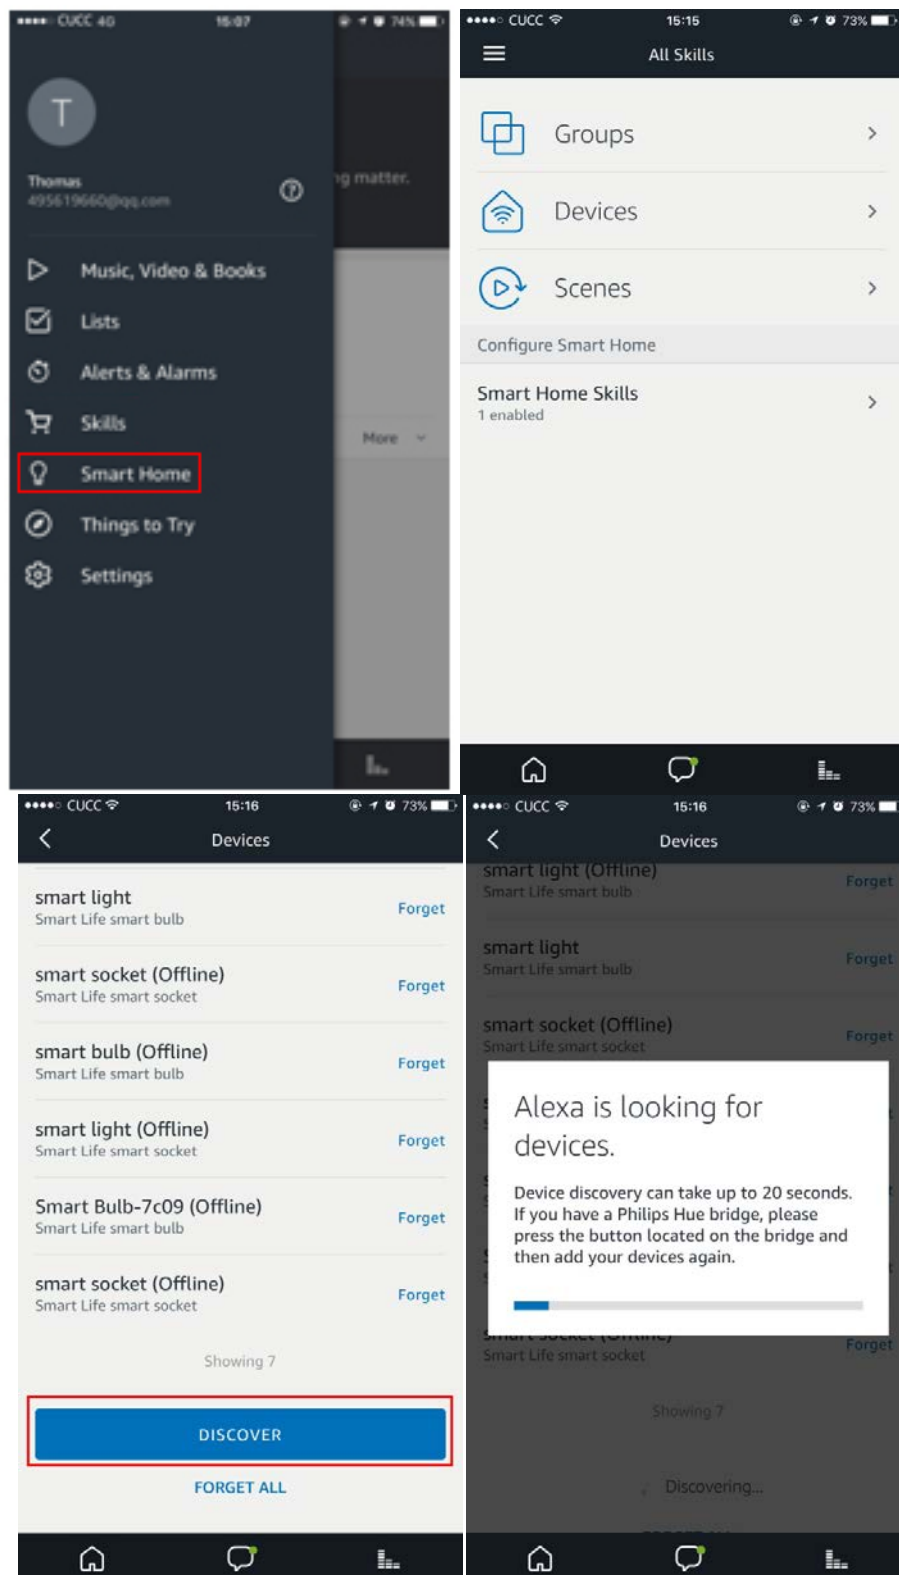 CUCC 4G 15:07 74%
T
Thomas
495619660@qq.com
ng matter.
Music, Video & Books
Lists
Alerts & Alarms
Skills
More
Smart Home
Things to Try
Settings
CUCC 15:15 73%
All Skills
Groups
Devices
Scenes
Configure Smart Home
Smart Home Skills
1 enabled
CUCC 15:16 73%
Devices
smart light
Smart Life smart bulb
Forget
smart socket (Offline)
Smart Life smart socket
Forget
smart bulb (Offline)
Smart Life smart bulb
Forget
smart light (Offline)
Smart Life smart socket
Forget
Smart Bulb-7c09 (Offline)
Smart Life smart bulb
Forget
smart socket (Offline)
Smart Life smart socket
Forget
Showing 7
DISCOVER
FORGET ALL
CUCC 15:16 73%
Devices
smart light (Offline)
Smart Life smart bulb
Forget
smart light
Smart Life smart bulb
Forget
smart socket (Offline)
Smart Life smart socket
Forget
Alexa is looking for
devices.
Device discovery can take up to 20 seconds.
If you have a Philips Hue bridge, please
press the button located on the bridge and
then add your devices again.
smart socket (Offline)
Smart Life smart socket
Forget
Showing 7
Discovering...